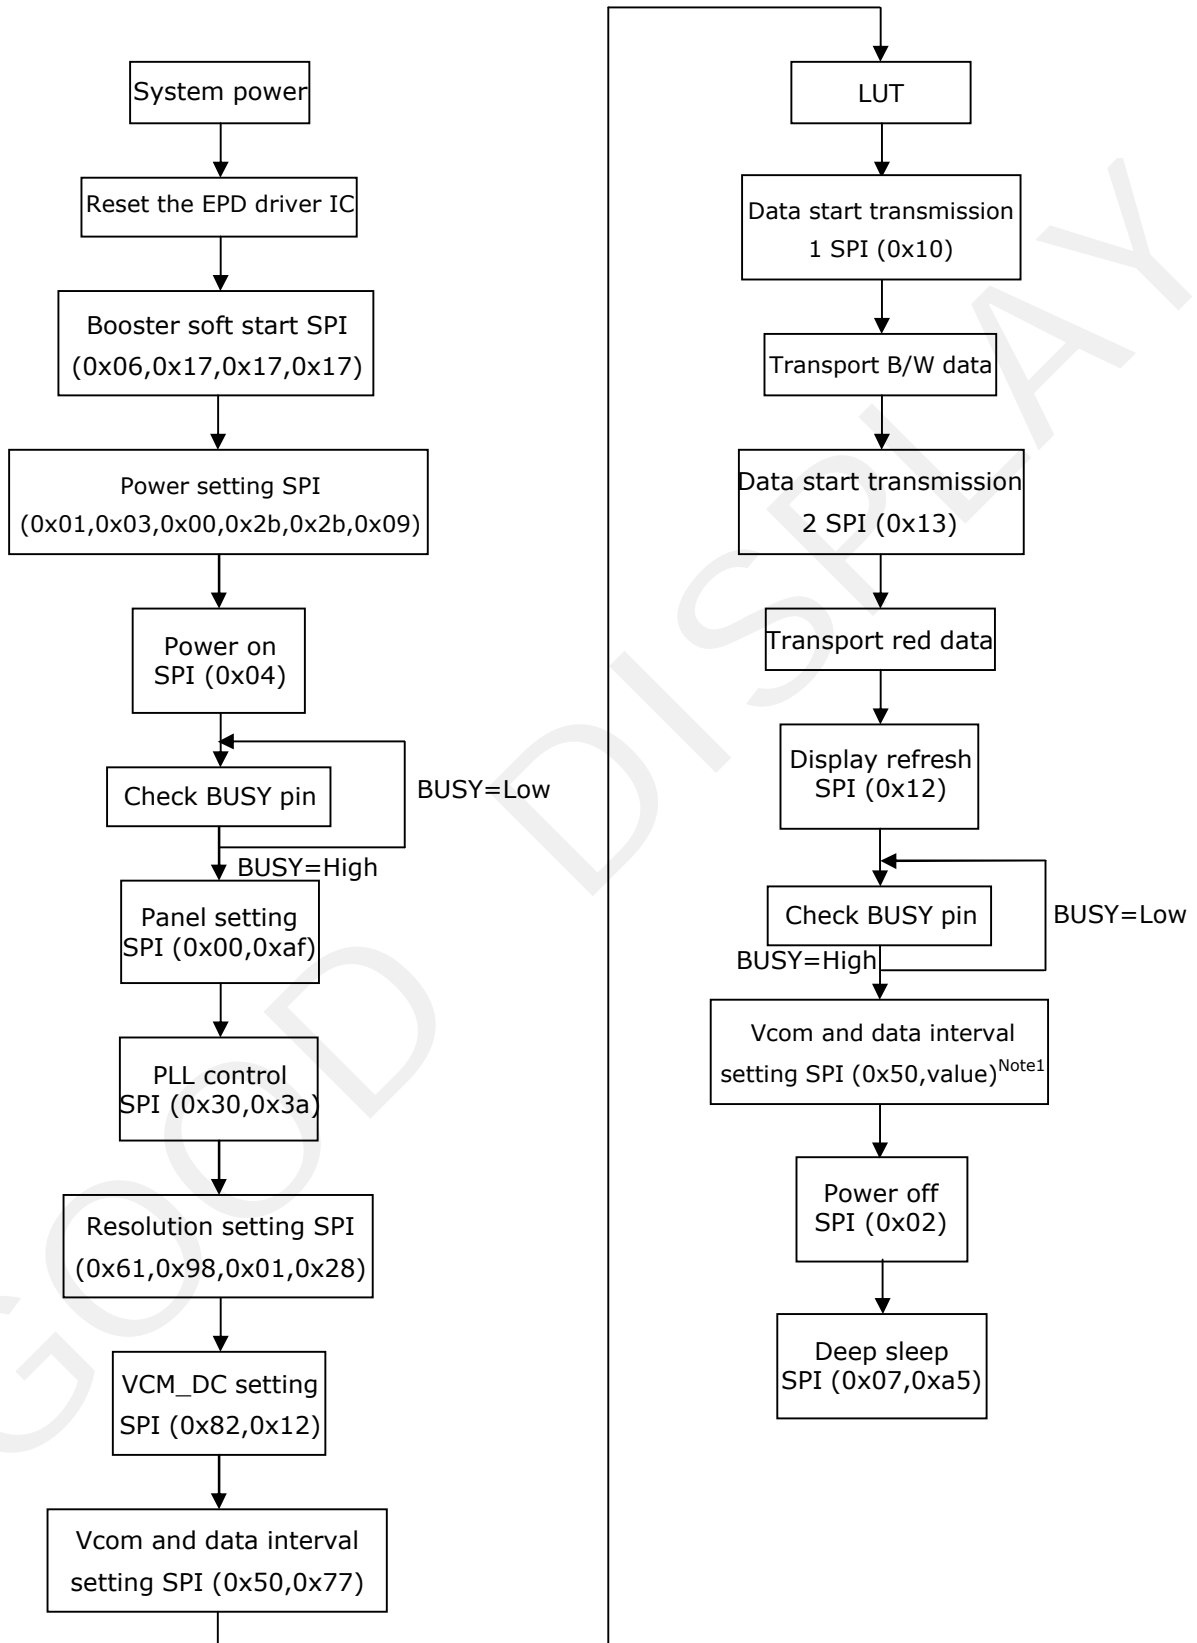 System power
Reset the EPD driver IC
Booster soft start SPI
(0x06,0x17,0x17,0x17)
Power setting SPI
(0x01,0x03,0x00,0x2b,0x2b,0x09)
Power on
SPI (0x04)
Check BUSY pin
BUSY=Low
BUSY=High
Panel setting
SPI (0x00,0xaf)
PLL control
SPI (0x30,0x3a)
Resolution setting SPI
(0x61,0x98,0x01,0x28)
VCM_DC setting
SPI (0x82,0x12)
Vcom and data interval
setting SPI (0x50,0x77)
LUT
Data start transmission
1 SPI (0x10)
Transport B/W data
Data start transmission
2 SPI (0x13)
Transport red data
Display refresh
SPI (0x12)
Check BUSY pin
BUSY=Low
BUSY=High
Vcom and data interval
setting SPI (0x50,value)Note1
Power off
SPI (0x02)
Deep sleep
SPI (0x07,0xa5)
GOOD DISPLAY